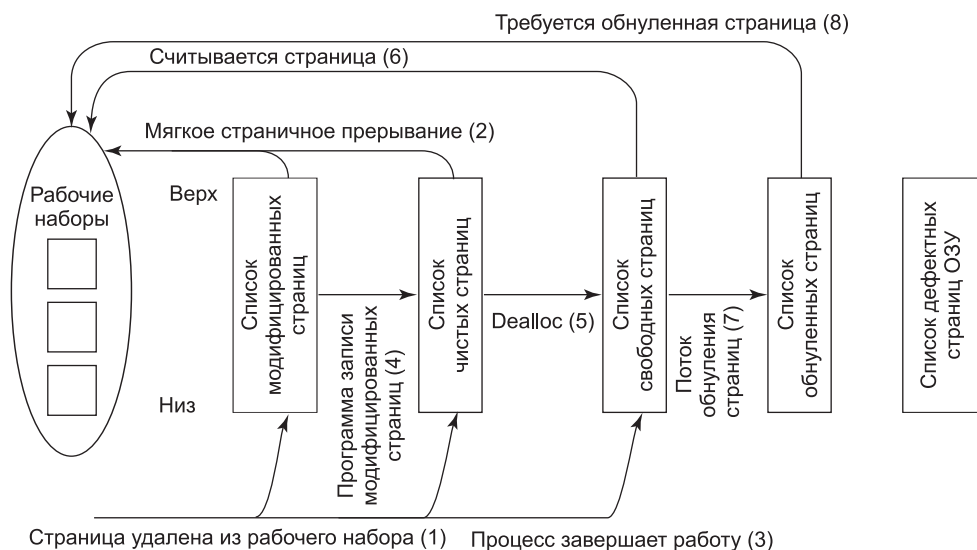 Требуется обнуленная страница (8)
Считывается страница (6)
Мягкое страничное прерывание (2)
Рабочие
наборы
Верх
Низ
Список
модифицированных
страниц
Программа записи
модифицированных
страниц (4)
Список
чистых страниц
Dealloc (5)
Список
свободных страниц
Поток
обнуления
страниц (7)
Список
обнуленных страниц
Список дефектных
страниц ОЗУ
Страница удалена из рабочего набора (1)
Процесс завершает работу (3)